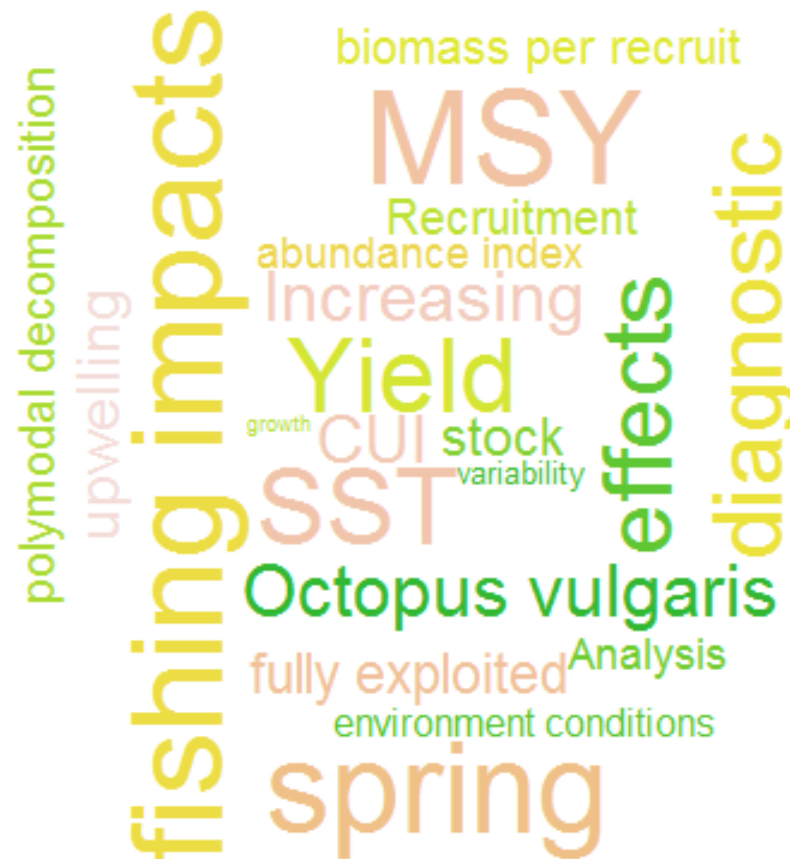 polymodal decomposition
upwelling
fishing impacts
biomass per recruit
MSY
Recruitment
abundance index
Increasing
Yield
growth
CUI
stock
variability
SST
effects
diagnostic
Octopus vulgaris
Analysis
fully exploited
environment conditions
spring